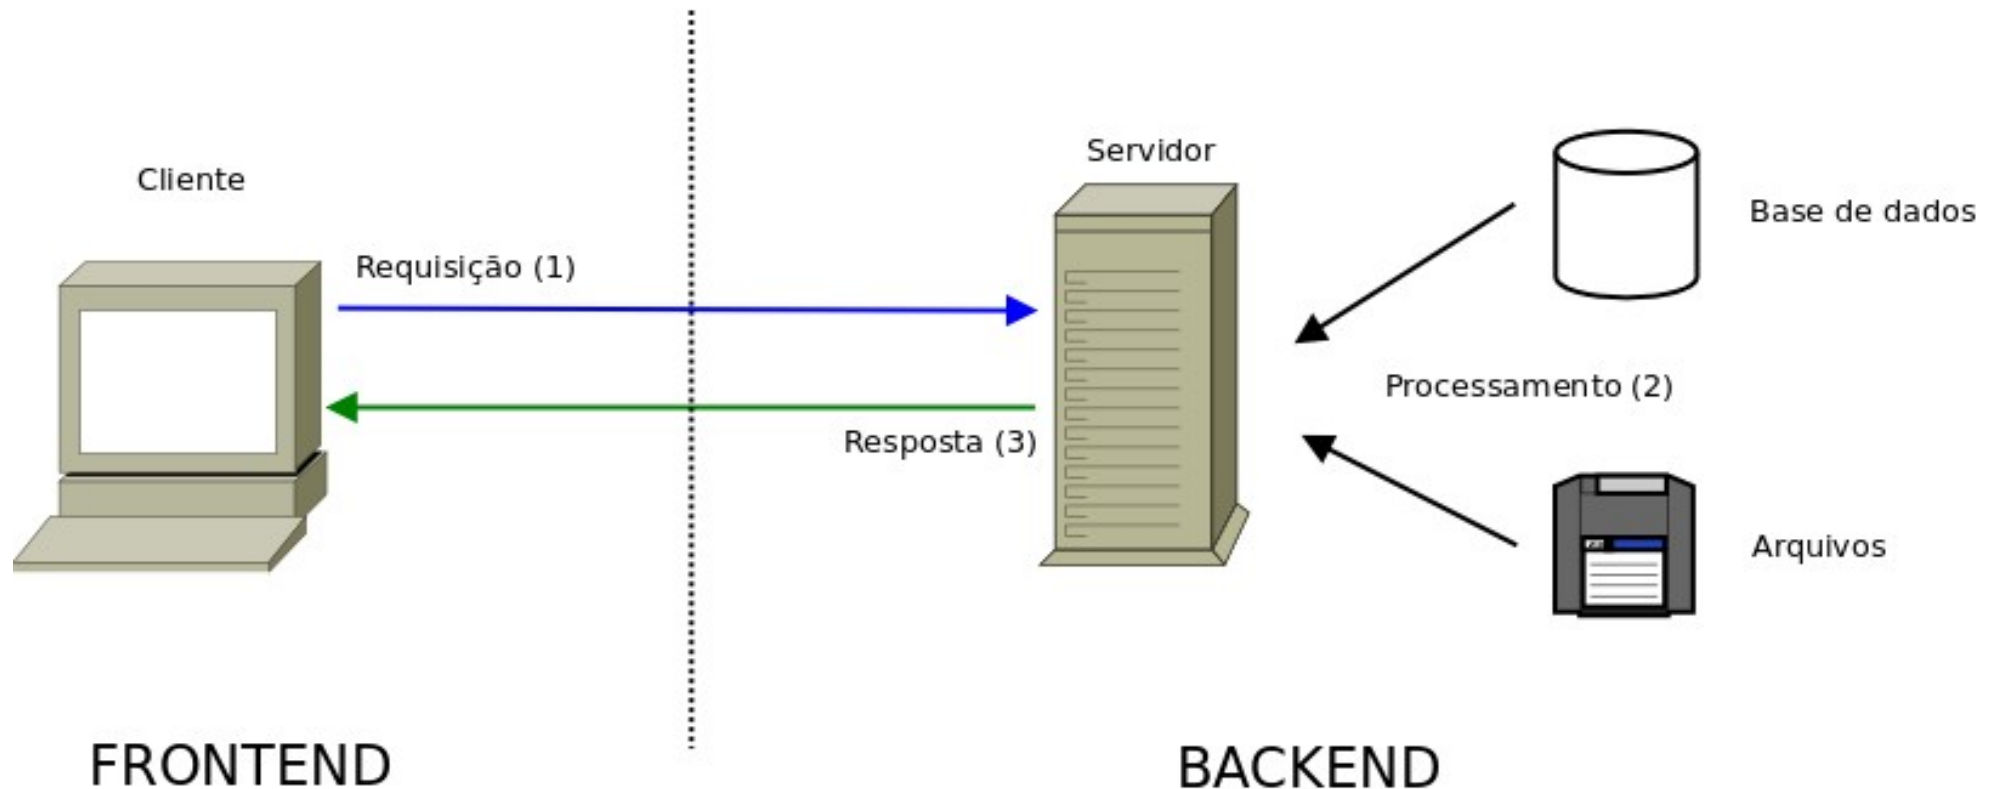 Cliente
Servidor
Requisição (1)
Base de dados
Processamento (2)
Resposta (3)
Arquivos
FRONTEND
BACKEND